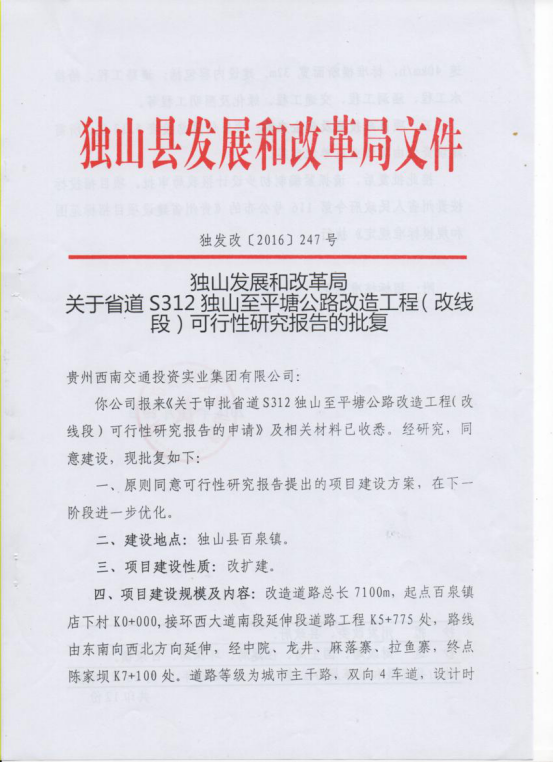 独山县发展和改革局文件
独发改〔2016〕247号
独山发展和改革局
关于省道 S312 独山至平塘公路改造工程（改线
段）可行性研究报告的批复
贵州西南交通投资实业集团有限公司：
你公司报来《关于审批省道S312独山至平塘公路改造工程（改
线段）可行性研究报告的申请》及相关材料已收悉。经研究，同
意建设，现批复如下：
一、原则同意可行性研究报告提出的项目建设方案，在下一
阶段进一步优化。
二、建设地点：独山县百泉镇。
三、项目建设性质：改扩建。
四、项目建设规模及内容：改造道路总长 7100m，起点百泉镇
店下村 K0+000,接环西大道南段延伸段道路工程 K5+775 处，路线
由东南向西北方向延伸，经中院、龙井、麻落寨、拉鱼寨，终点
陈家坝 K7+100 处。道路等级为城市主干路，双向 4 车道，设计时